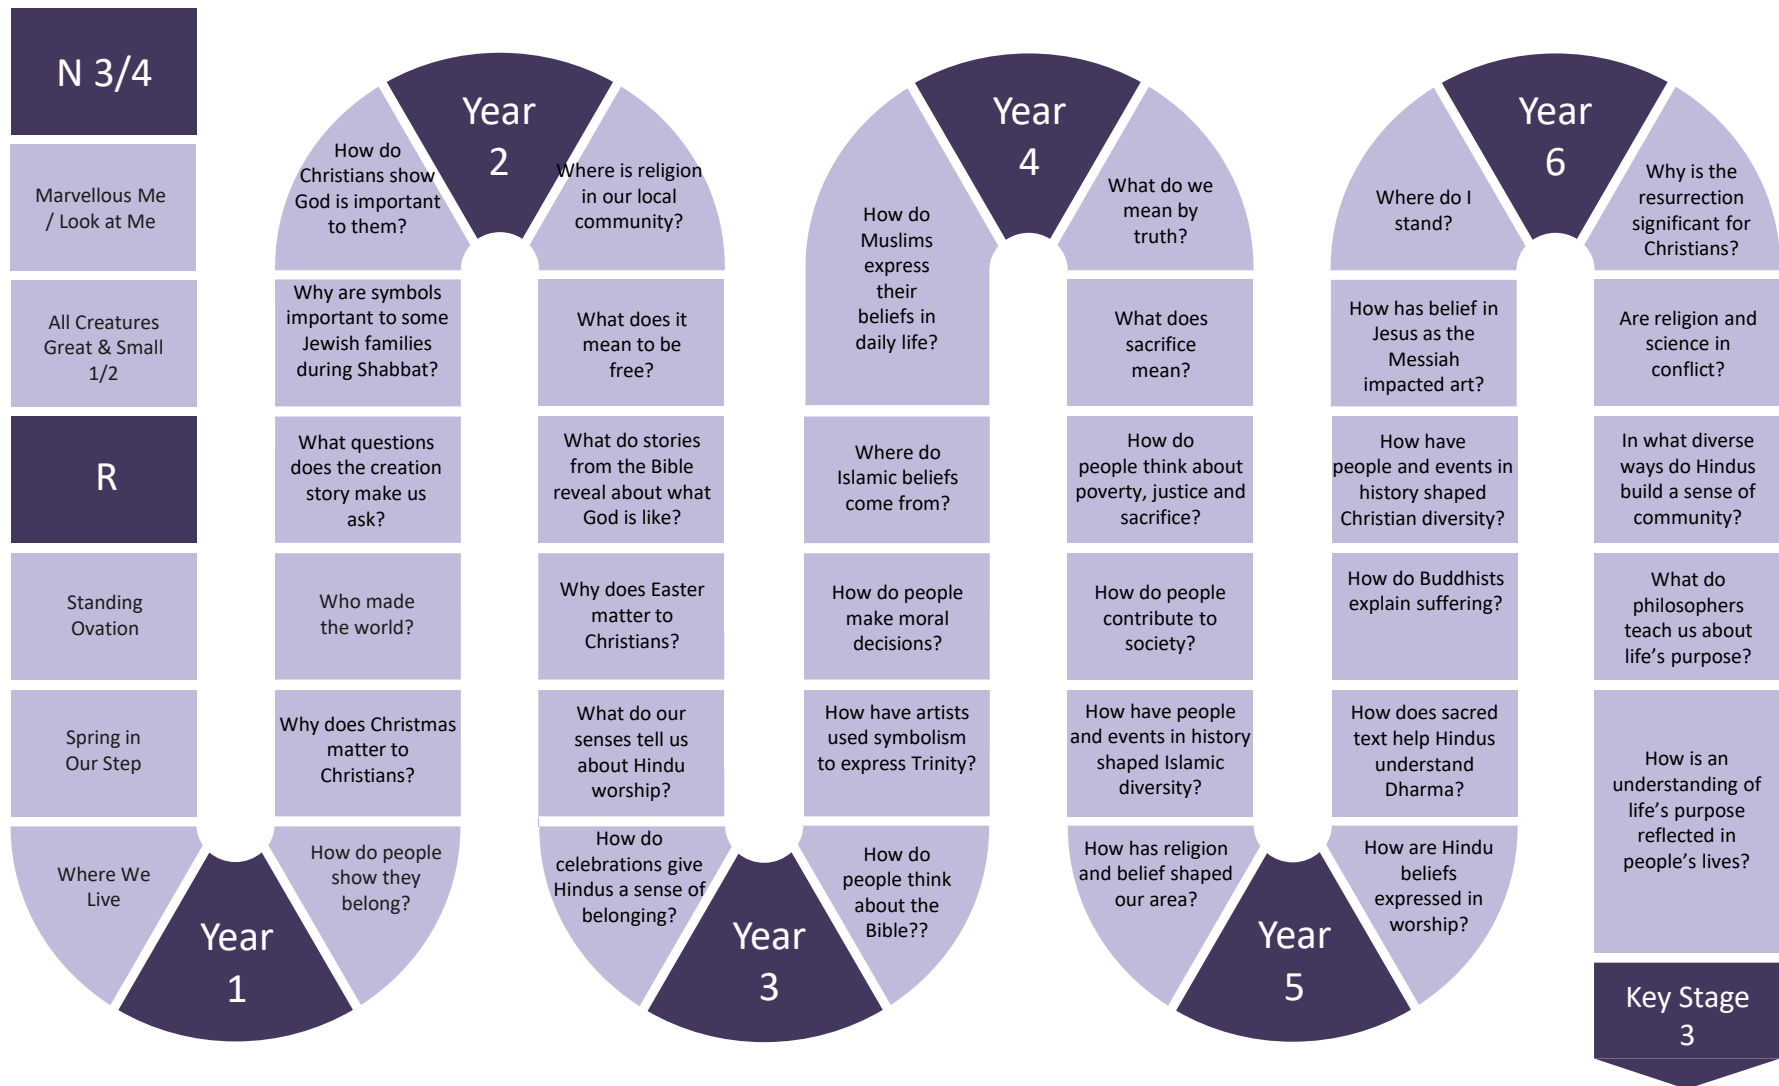 N 3/4
Marvellous Me
/ Look at Me
All Creatures
Great & Small
1/2
R
Standing
Ovation
Spring in
Our Step
Where We
Live
Year
1
How do people
show they
belong?
Why does Christmas
matter to
Christians?
Who made
the world?
What questions
does the creation
story make us
ask?
Why are symbols
important to some
Jewish families
during Shabbat?
How do
Christians show
God is important
to them?
Year
2
Where is religion
in our local
community?
What does it
mean to be
free?
What do stories
from the Bible
reveal about what
God is like?
Why does Easter
matter to
Christians?
What do our
senses tell us
about Hindu
worship?
How do
celebrations give
Hindus a sense of
belonging?
Year
3
How do
people think
about the
Bible??
How have artists
used symbolism
to express Trinity?
How do people
make moral
decisions?
Where do
Islamic beliefs
come from?
How do
Muslims
express
their
beliefs in
daily life?
Year
4
What do we
mean by
truth?
What does
sacrifice
mean?
How do
people think about
poverty, justice and
sacrifice?
How do people
contribute to
society?
How have people
and events in history
shaped Islamic
diversity?
How has religion
and belief shaped
our area?
Year
5
How are Hindu
beliefs
expressed in
worship?
How does sacred
text help Hindus
understand
Dharma?
How do Buddhists
explain suffering?
How have
people and events in
history shaped
Christian diversity?
How has belief in
Jesus as the
Messiah
impacted art?
Where do I
stand?
Year
6
Why is the
resurrection
significant for
Christians?
Are religion and
science in
conflict?
In what diverse
ways do Hindus
build a sense of
community?
What do
philosophers
teach us about
life's purpose?
How is an
understanding of
life's purpose
reflected in
people's lives?
Key Stage
3